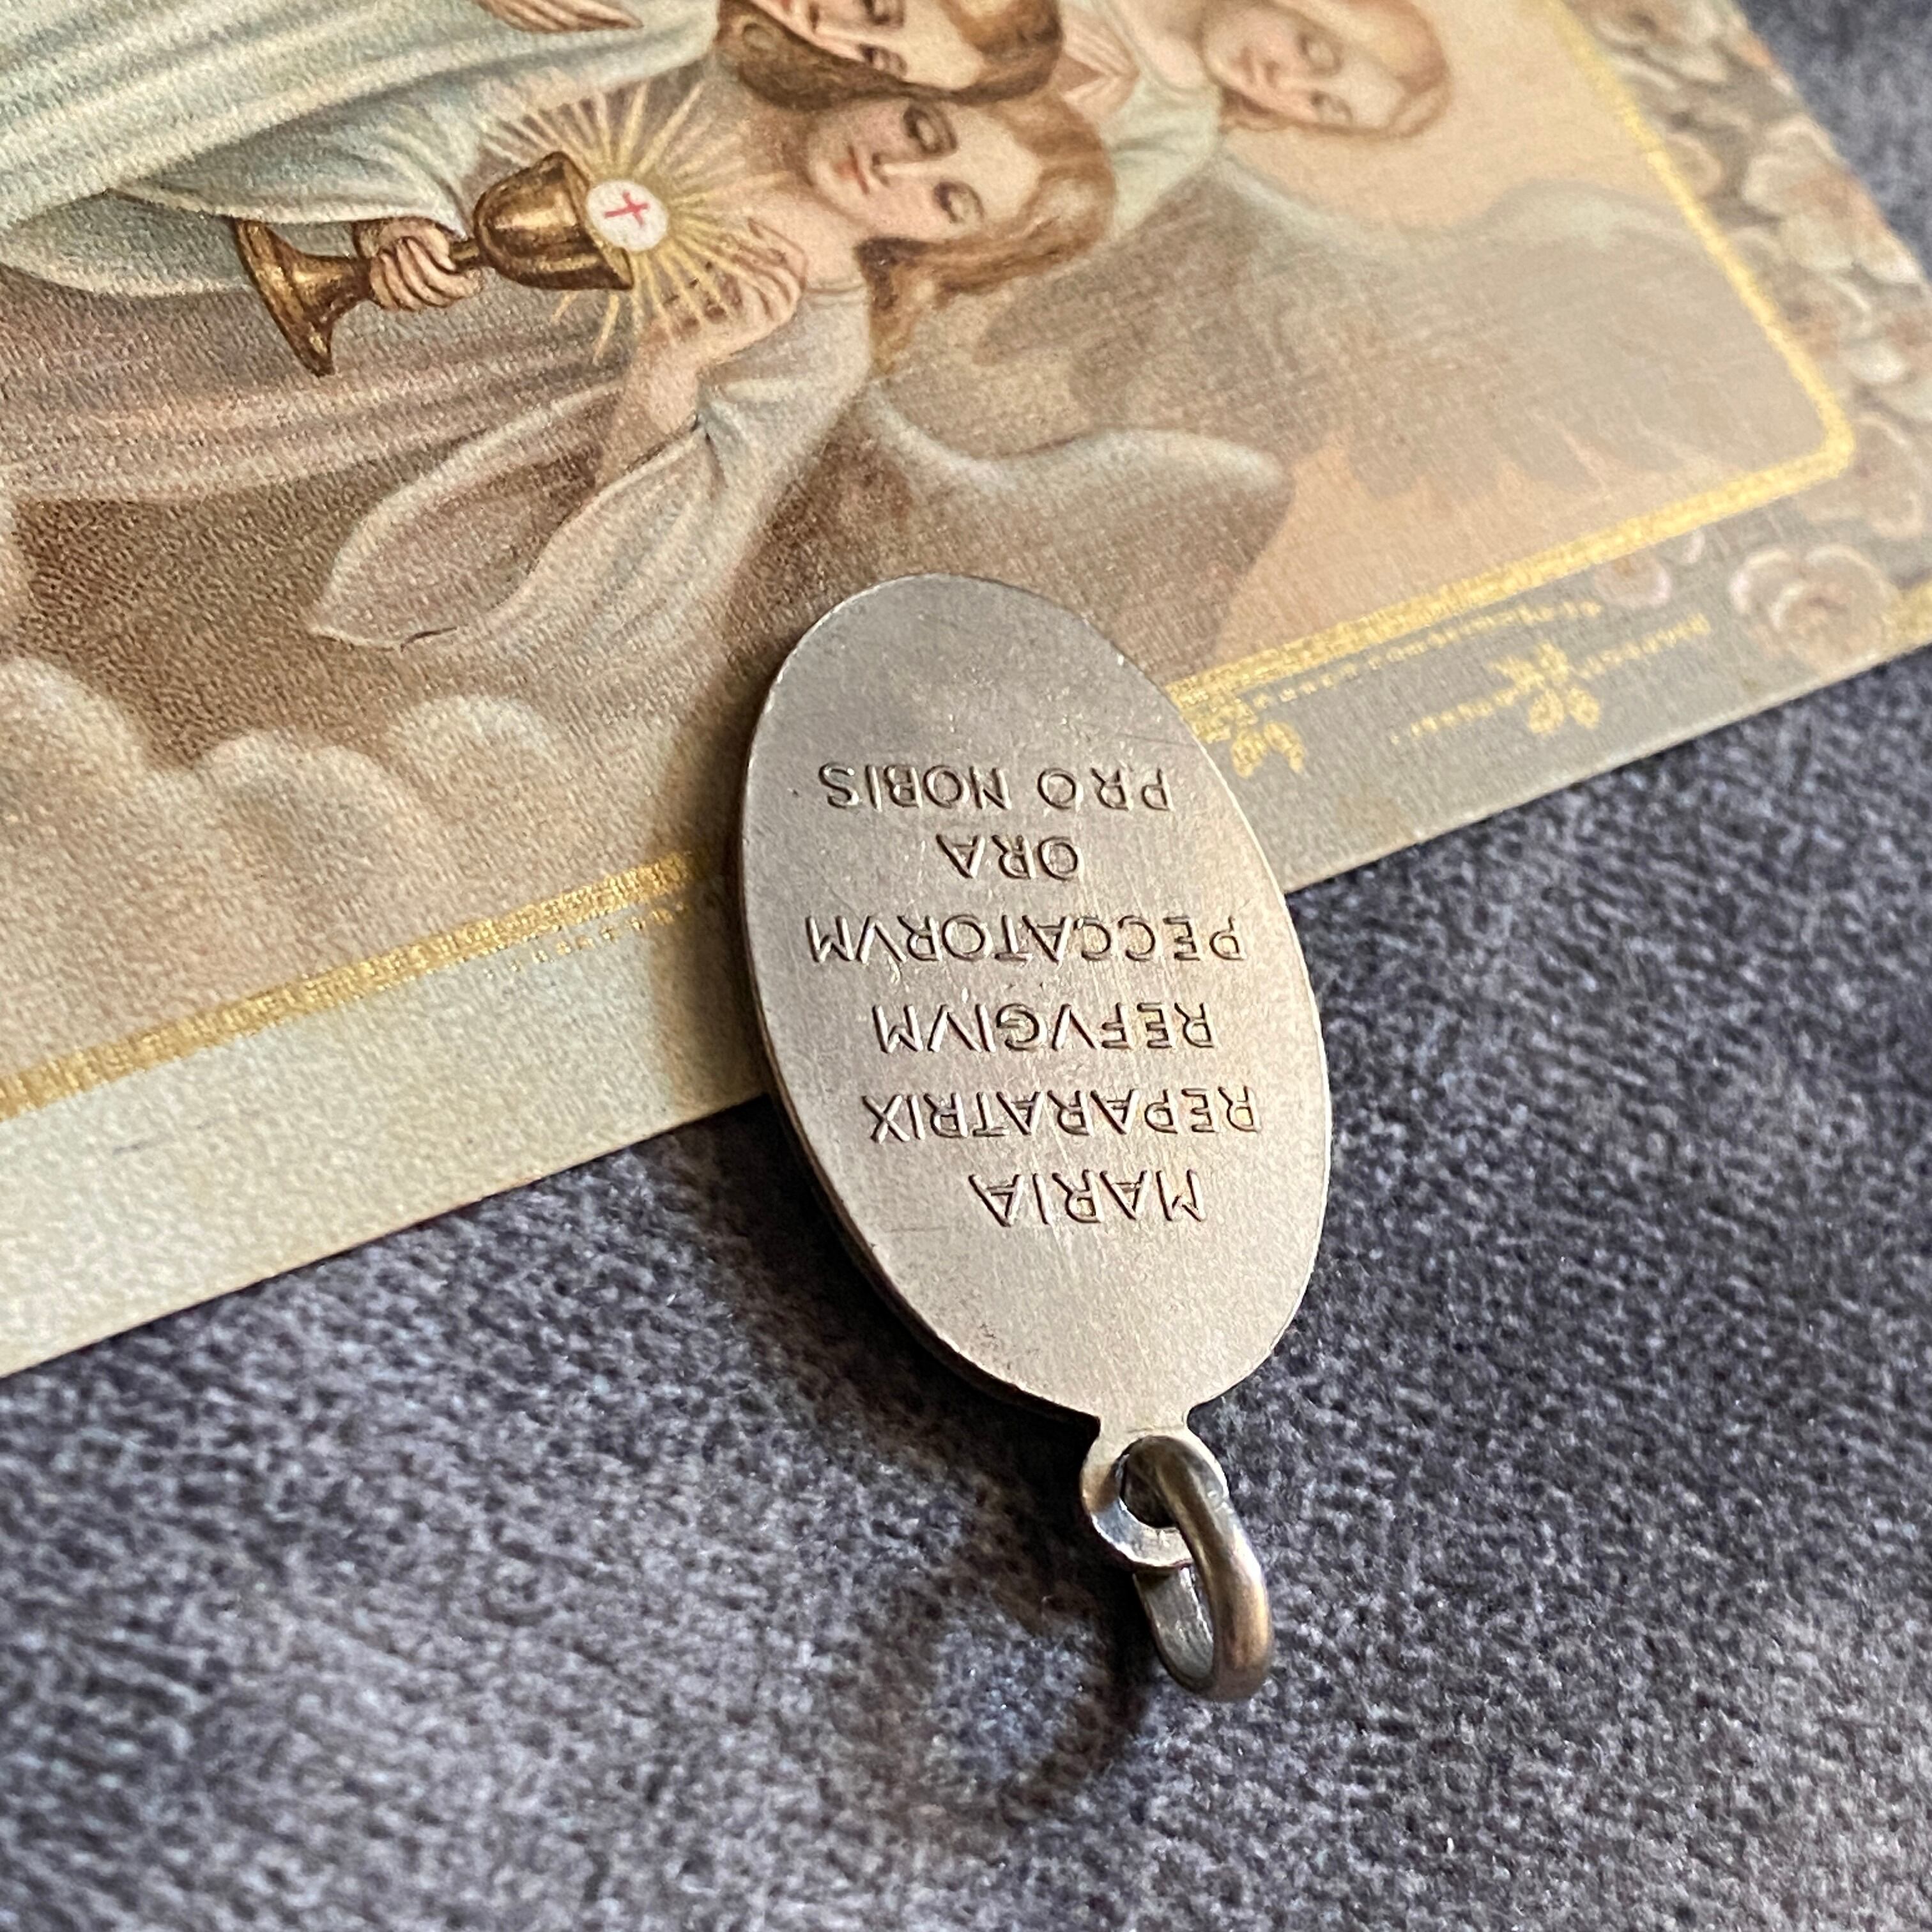 MARIA
REPARATRIX
REFVGIVM
PECCATORVM
ORA
PRO NOBIS